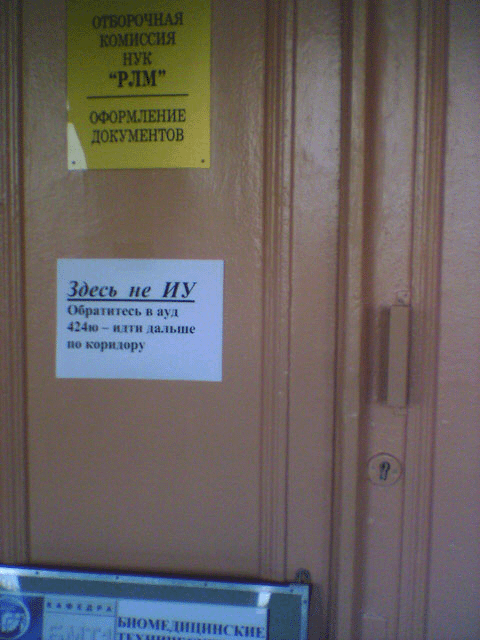 ОТБОРОЧНАЯ
КОМИССИЯ
НУК
“РЛМ”
ОФОРМЛЕНИЕ
ДОКУМЕНТОВ
Здесь не ИУ
Обратитесь в ауд
424ю – идти дальше
по коридору
КАФЕДРА
БИОМЕДИЦИНСКИЕ